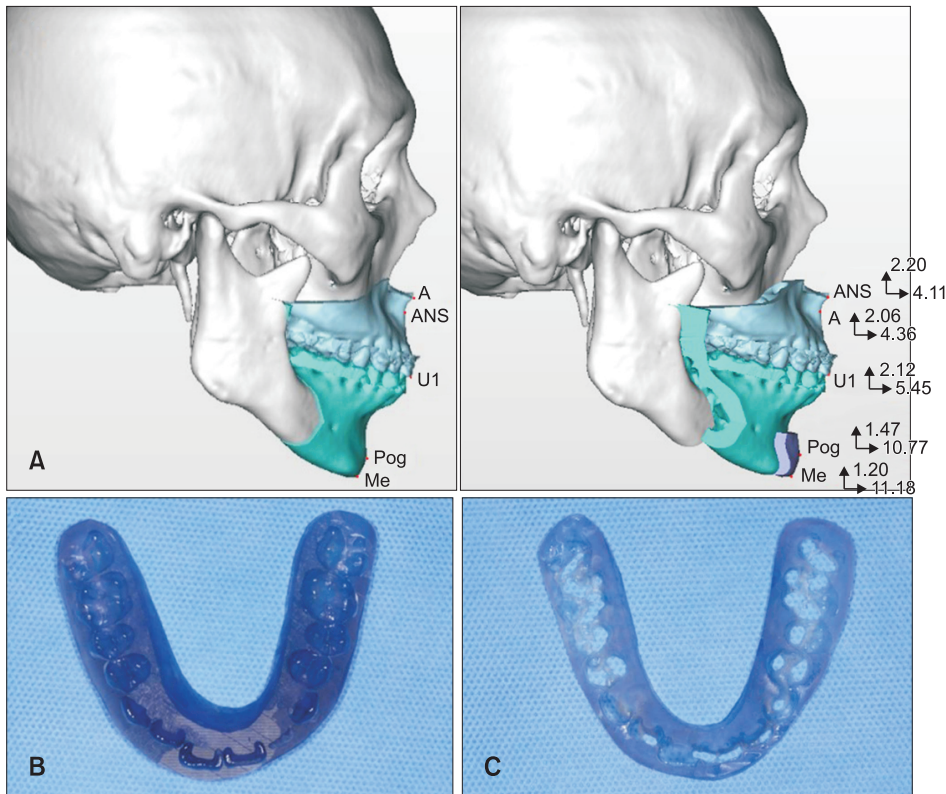 A
ANS
U1
Pog
Me
A
ANS
A
U1
Pog
Me
2.20
4.11
2.06
4.36
2.12
5.45
1.47
10.77
1.20
11.18
B
C